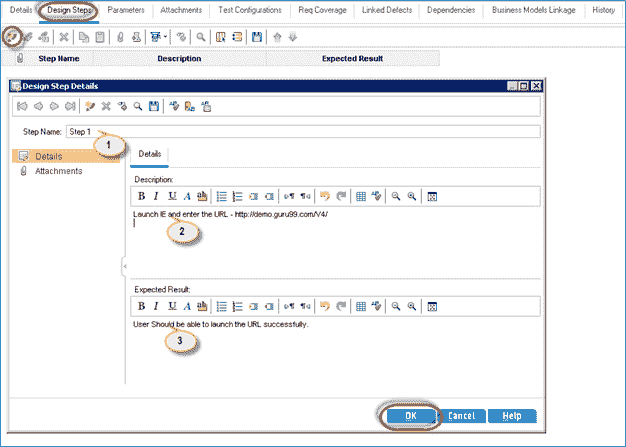 Details Design Steps Parameters Attachments Test Configurations Req Coverage Linked Defects Dependencies Business Models Linkage History
Step Name Description Expected Result
Design Step Details
Step Name: Step 1
1
Details
Attachments
Details
Description:
B I U A ab
Launch IE and enter the URL - http://demo.guru99.com/V4/
2
Expected Result:
B I U A ab
User Should be able to launch the URL successfully.
3
OK Cancel Help